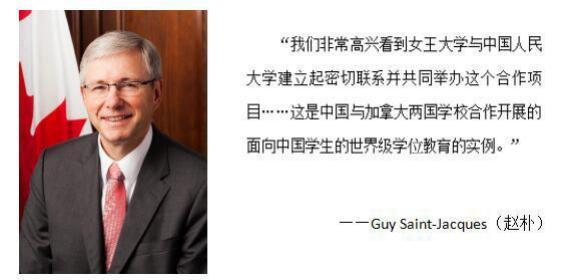 “我们非常高兴看到女王大学与中国人民
大学建立起密切联系并共同举办这个合作项
目……这是中国与加拿大两国学校合作开展的
面向中国学生的世界级学位教育的实例。”
——Guy Saint-Jacques（赵朴）